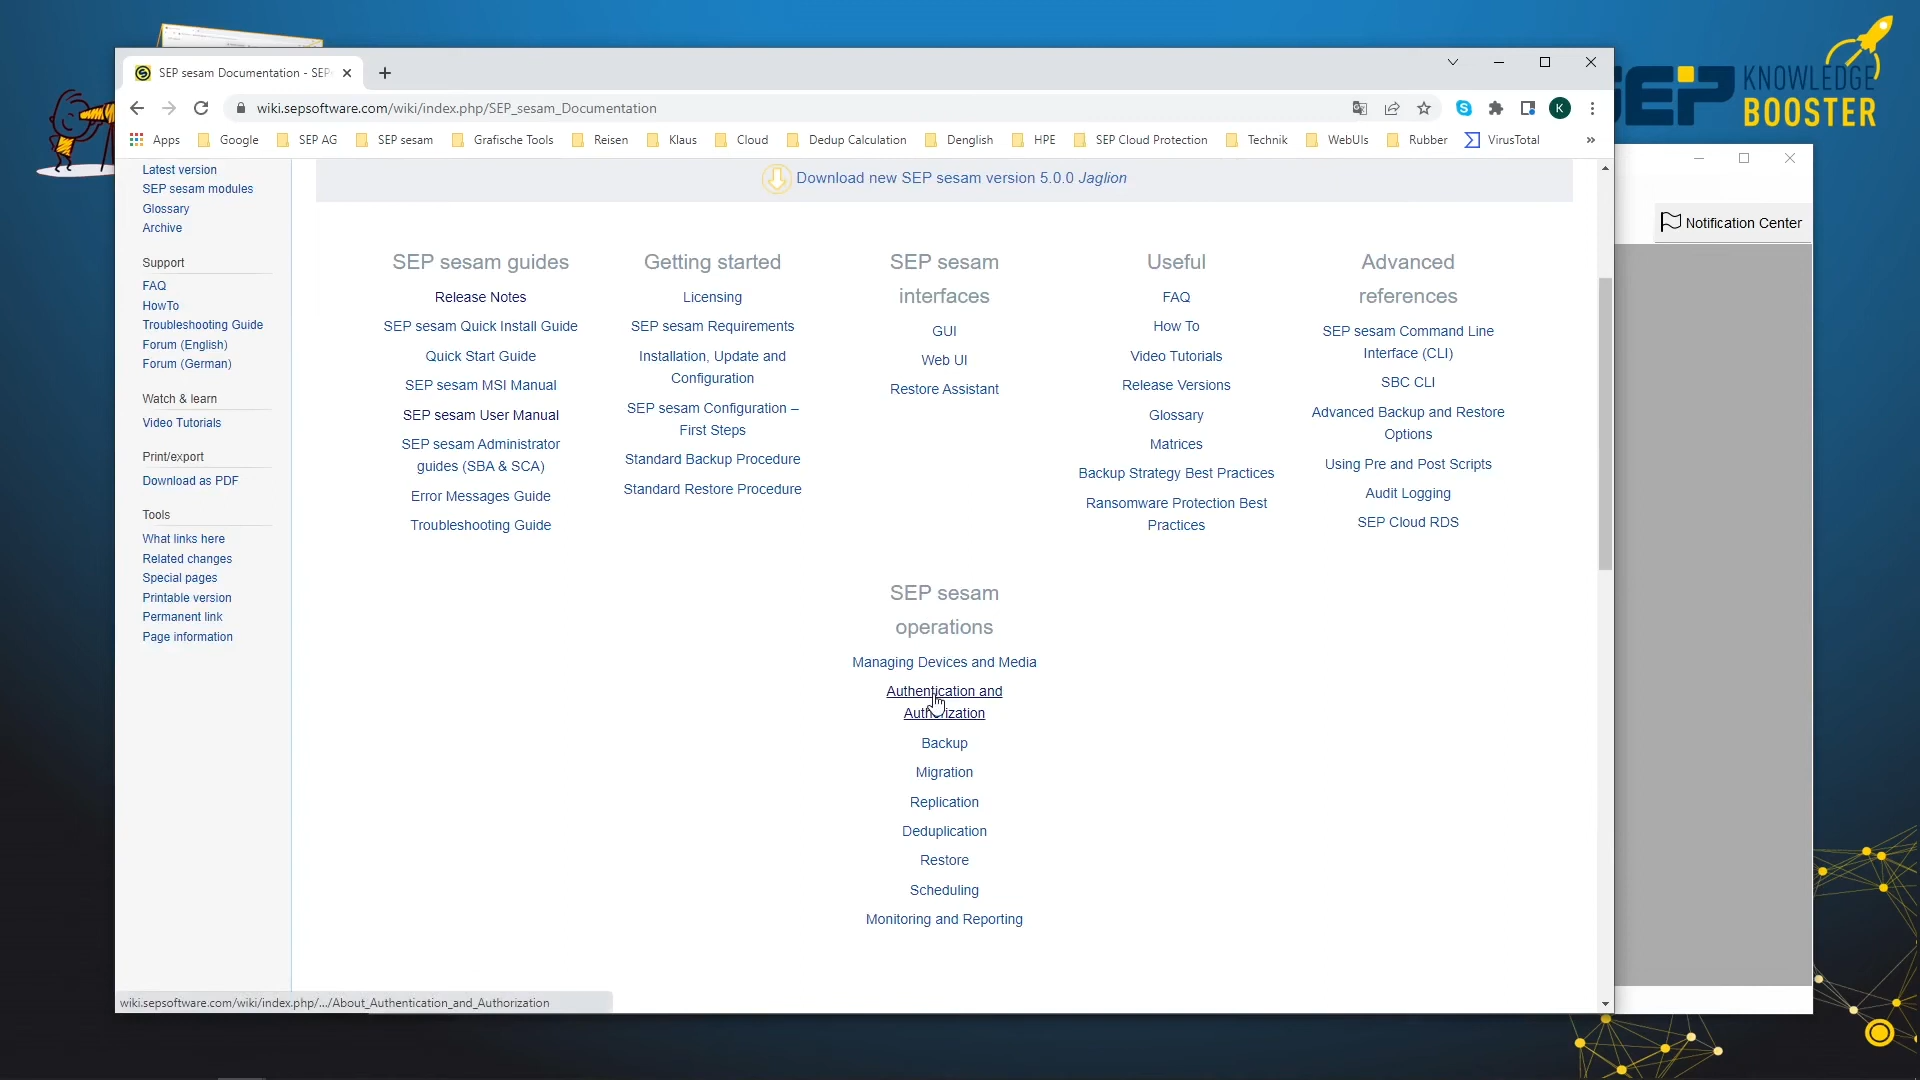 SEP KNOWLEDGE
BOOSTER
SEP sesam Documentation - SEP
wiki.sepsoftware.com/wiki/index.php/SEP_sesam_Documentation
K
Apps Google SEP AG SEP sesam Grafische Tools Reisen Klaus Cloud Dedup Calculation Denglish HPE SEP Cloud Protection Technik WebUIs Rubber VirusTotal »
Notification Center
Latest version
SEP sesam modules
Glossary
Archive
Support
FAQ
HowTo
Troubleshooting Guide
Forum (English)
Forum (German)
Watch & learn
Video Tutorials
Print/export
Download as PDF
Tools
What links here
Related changes
Special pages
Printable version
Permanent link
Page information
Download new SEP sesam version 5.0.0 Jaglion
SEP sesam guides
Release Notes
SEP sesam Quick Install Guide
Quick Start Guide
SEP sesam MSI Manual
SEP sesam User Manual
SEP sesam Administrator
guides (SBA & SCA)
Error Messages Guide
Troubleshooting Guide
Getting started
Licensing
SEP sesam Requirements
Installation, Update and
Configuration
SEP sesam Configuration –
First Steps
Standard Backup Procedure
Standard Restore Procedure
SEP sesam
interfaces
GUI
Web UI
Restore Assistant
Useful
FAQ
How To
Video Tutorials
Release Versions
Glossary
Matrices
Backup Strategy Best Practices
Ransomware Protection Best
Practices
Advanced
references
SEP sesam Command Line
Interface (CLI)
SBC CLI
Advanced Backup and Restore
Options
Using Pre and Post Scripts
Audit Logging
SEP Cloud RDS
SEP sesam
operations
Managing Devices and Media
Authentication and
Authorization
Backup
Migration
Replication
Deduplication
Restore
Scheduling
Monitoring and Reporting
wiki.sepsoftware.com/wiki/index.php/.../About_Authentication_and_Authorization